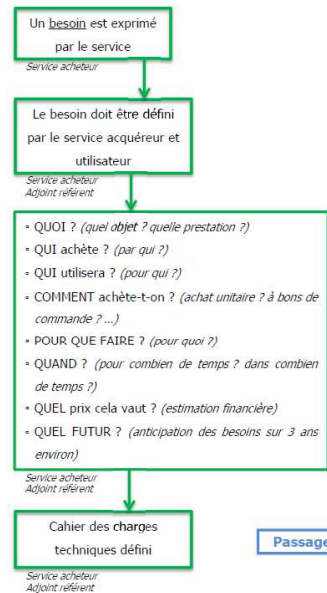 Un besoin est exprimé
par le service
Service acheteur
Le besoin doit être défini
par le service acquéreur et
utilisateur
Service acheteur
Adjoint référent
▫ QUOI ? (quel objet ? quelle prestation ?)
▫ QUI achète ? (par qui ?)
▫ QUI utilisera ? (pour qui ?)
▫ COMMENT achète-t-on ? (achat unitaire ? à bons de
commande ? ...)
▫ POUR QUE FAIRE ? (pour quoi ?)
▫ QUAND ? (pour combien de temps ? dans combien
de temps ?)
▫ QUEL prix cela vaut ? (estimation financière)
▫ QUEL FUTUR ? (anticipation des besoins sur 3 ans
environ)
Service acheteur
Adjoint référent
Cahier des charges
techniques défini
Passage
Service acheteur
Adjoint référent